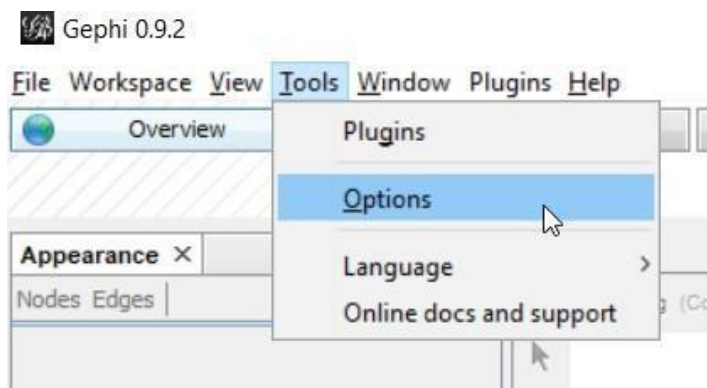 Gephi 0.9.2
File Workspace View Tools Window Plugins Help
Overview
Plugins
Options
Language
Online docs and support
Appearance
Nodes Edges